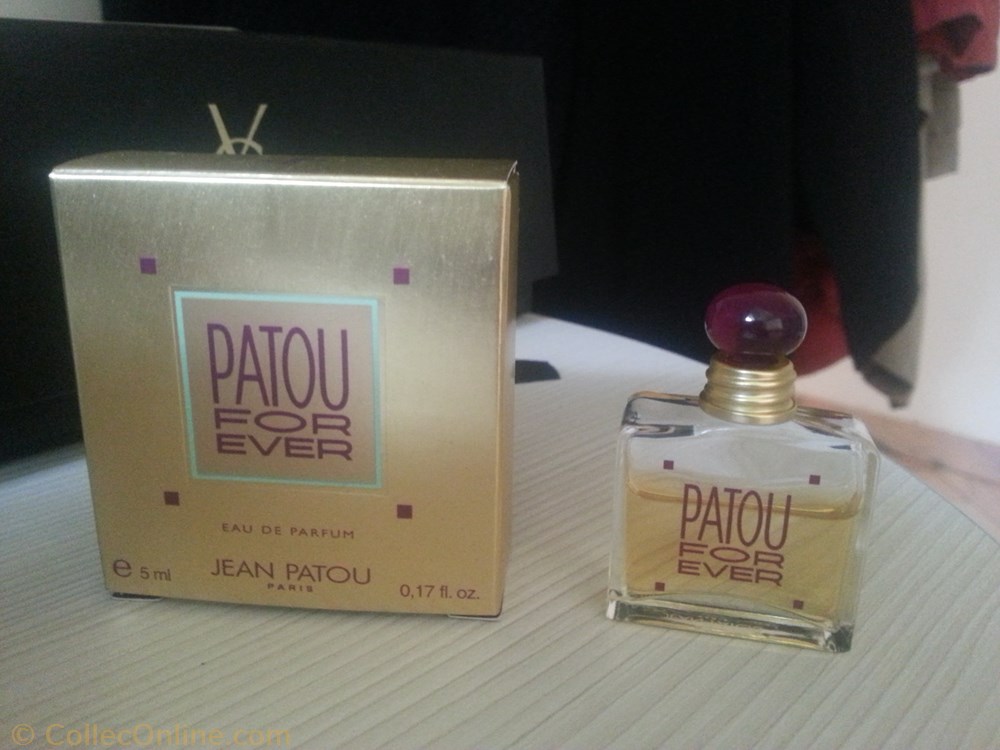 PATOU
FOR
EVER
EAU DE PARFUM
e 5 ml
JEAN PATOU
PARIS
0,17 fl. oz.
PATOU
FOR
EVER
© CollecOnline.com